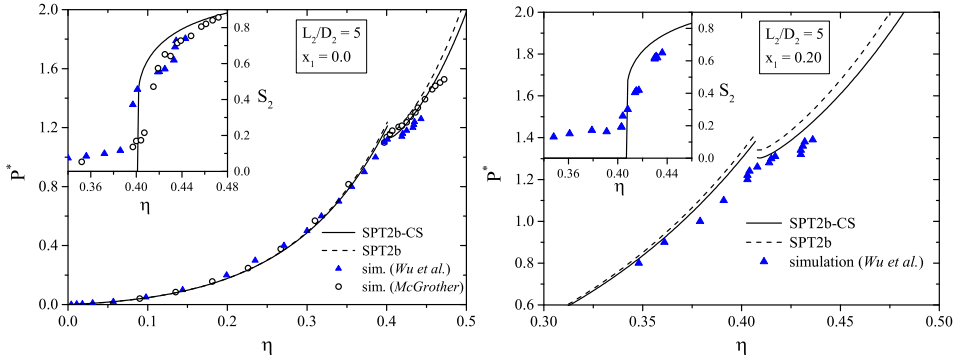 2.0
1.6
1.2
0.8
0.4
0.0
P*
0.0 0.1 0.2 0.3 0.4 0.5
η
0.8
0.6
0.4
0.2
0.0
S₂
0.40 0.44 0.48
η
L₂/D₂ = 5
x₁ = 0.0
SPT2b-CS
SPT2b
sim. (Wu et al.)
sim. (McGrother)
2.0
1.8
1.6
1.4
1.2
1.0
0.8
0.6
P*
0.30 0.35 0.40 0.45 0.50
η
0.8
0.6
0.4
0.2
0.0
S₂
0.36 0.40 0.44
η
L₂/D₂ = 5
x₁ = 0.20
SPT2b-CS
SPT2b
simulation (Wu et al.)